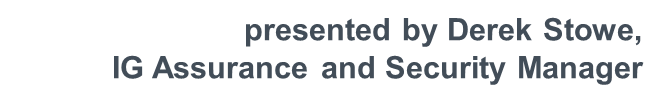 presented by Derek Stowe,
IG Assurance and Security Manager